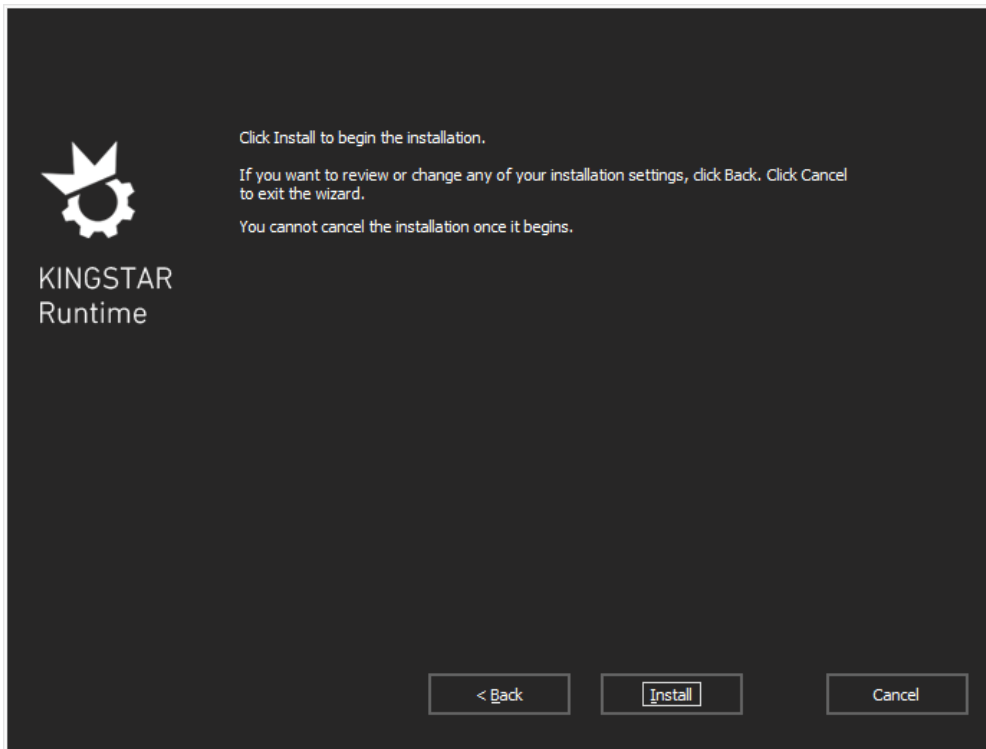 Click Install to begin the installation.
If you want to review or change any of your installation settings, click Back. Click Cancel
to exit the wizard.
You cannot cancel the installation once it begins.
KINGSTAR
Runtime
< Back
Install
Cancel